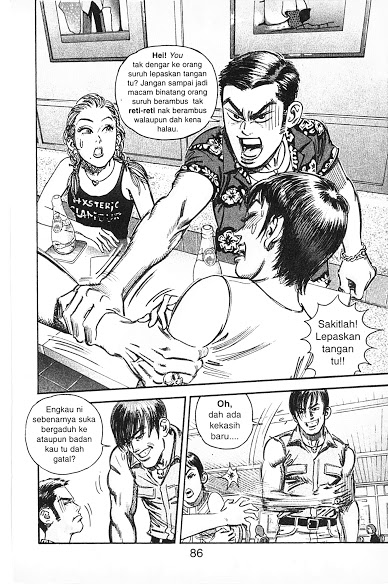 Hei! You
tak dengar ke orang
suruh lepaskan tangan
tu? Jangan sampai jadi
macam binatang orang
suruh berambus tak
reti-reti nak berambus
walaupun dah kena
halau.
HYSTERIC
GLAMOUR
Sakitlah!
Lepaskan
tangan
tu!!
Engkau ni
sebenarnya suka
bergaduh ke
ataupun badan
kau tu dah
gatal?
Oh,
dah ada
kekasih
baru....
86